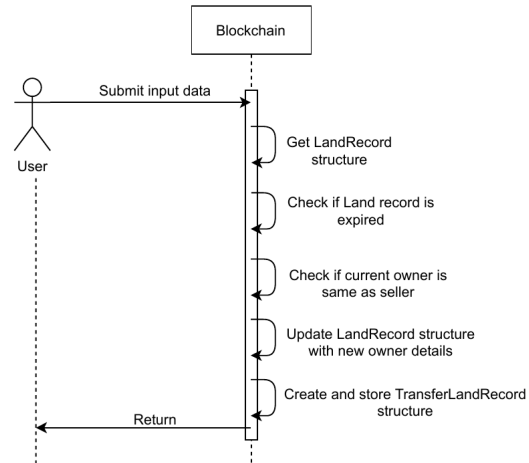 Blockchain
Submit input data
User
Get LandRecord
structure
Check if Land record is
expired
Check if current owner is
same as seller
Update LandRecord structure
with new owner details
Create and store TransferLandRecord
structure
Return